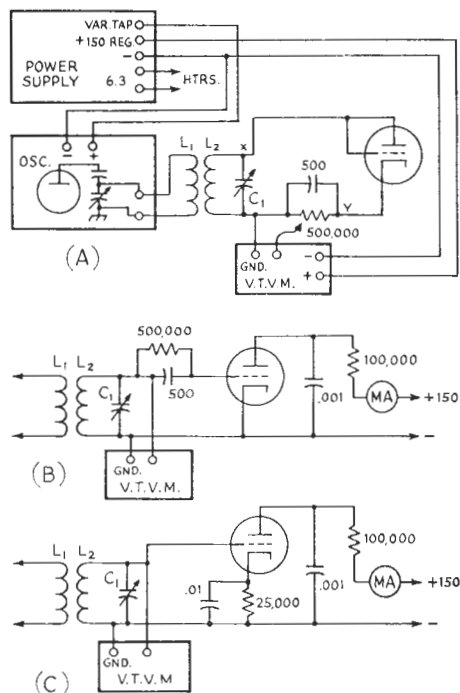 VAR. TAP
+150 REG.
POWER SUPPLY
–
6.3
HTRS.
OSC.
–
+
L1
L2
X
C1
500
Y
500,000
(A)
GND.
–
V.T.V.M.
+
500,000
L1
L2
C1
500
.001
100,000
MA
+150
–
GND.
V.T.V.M.
(B)
L1
L2
C1
.01
25,000
.001
100,000
MA
+150
–
GND.
V.T.V.M
(C)